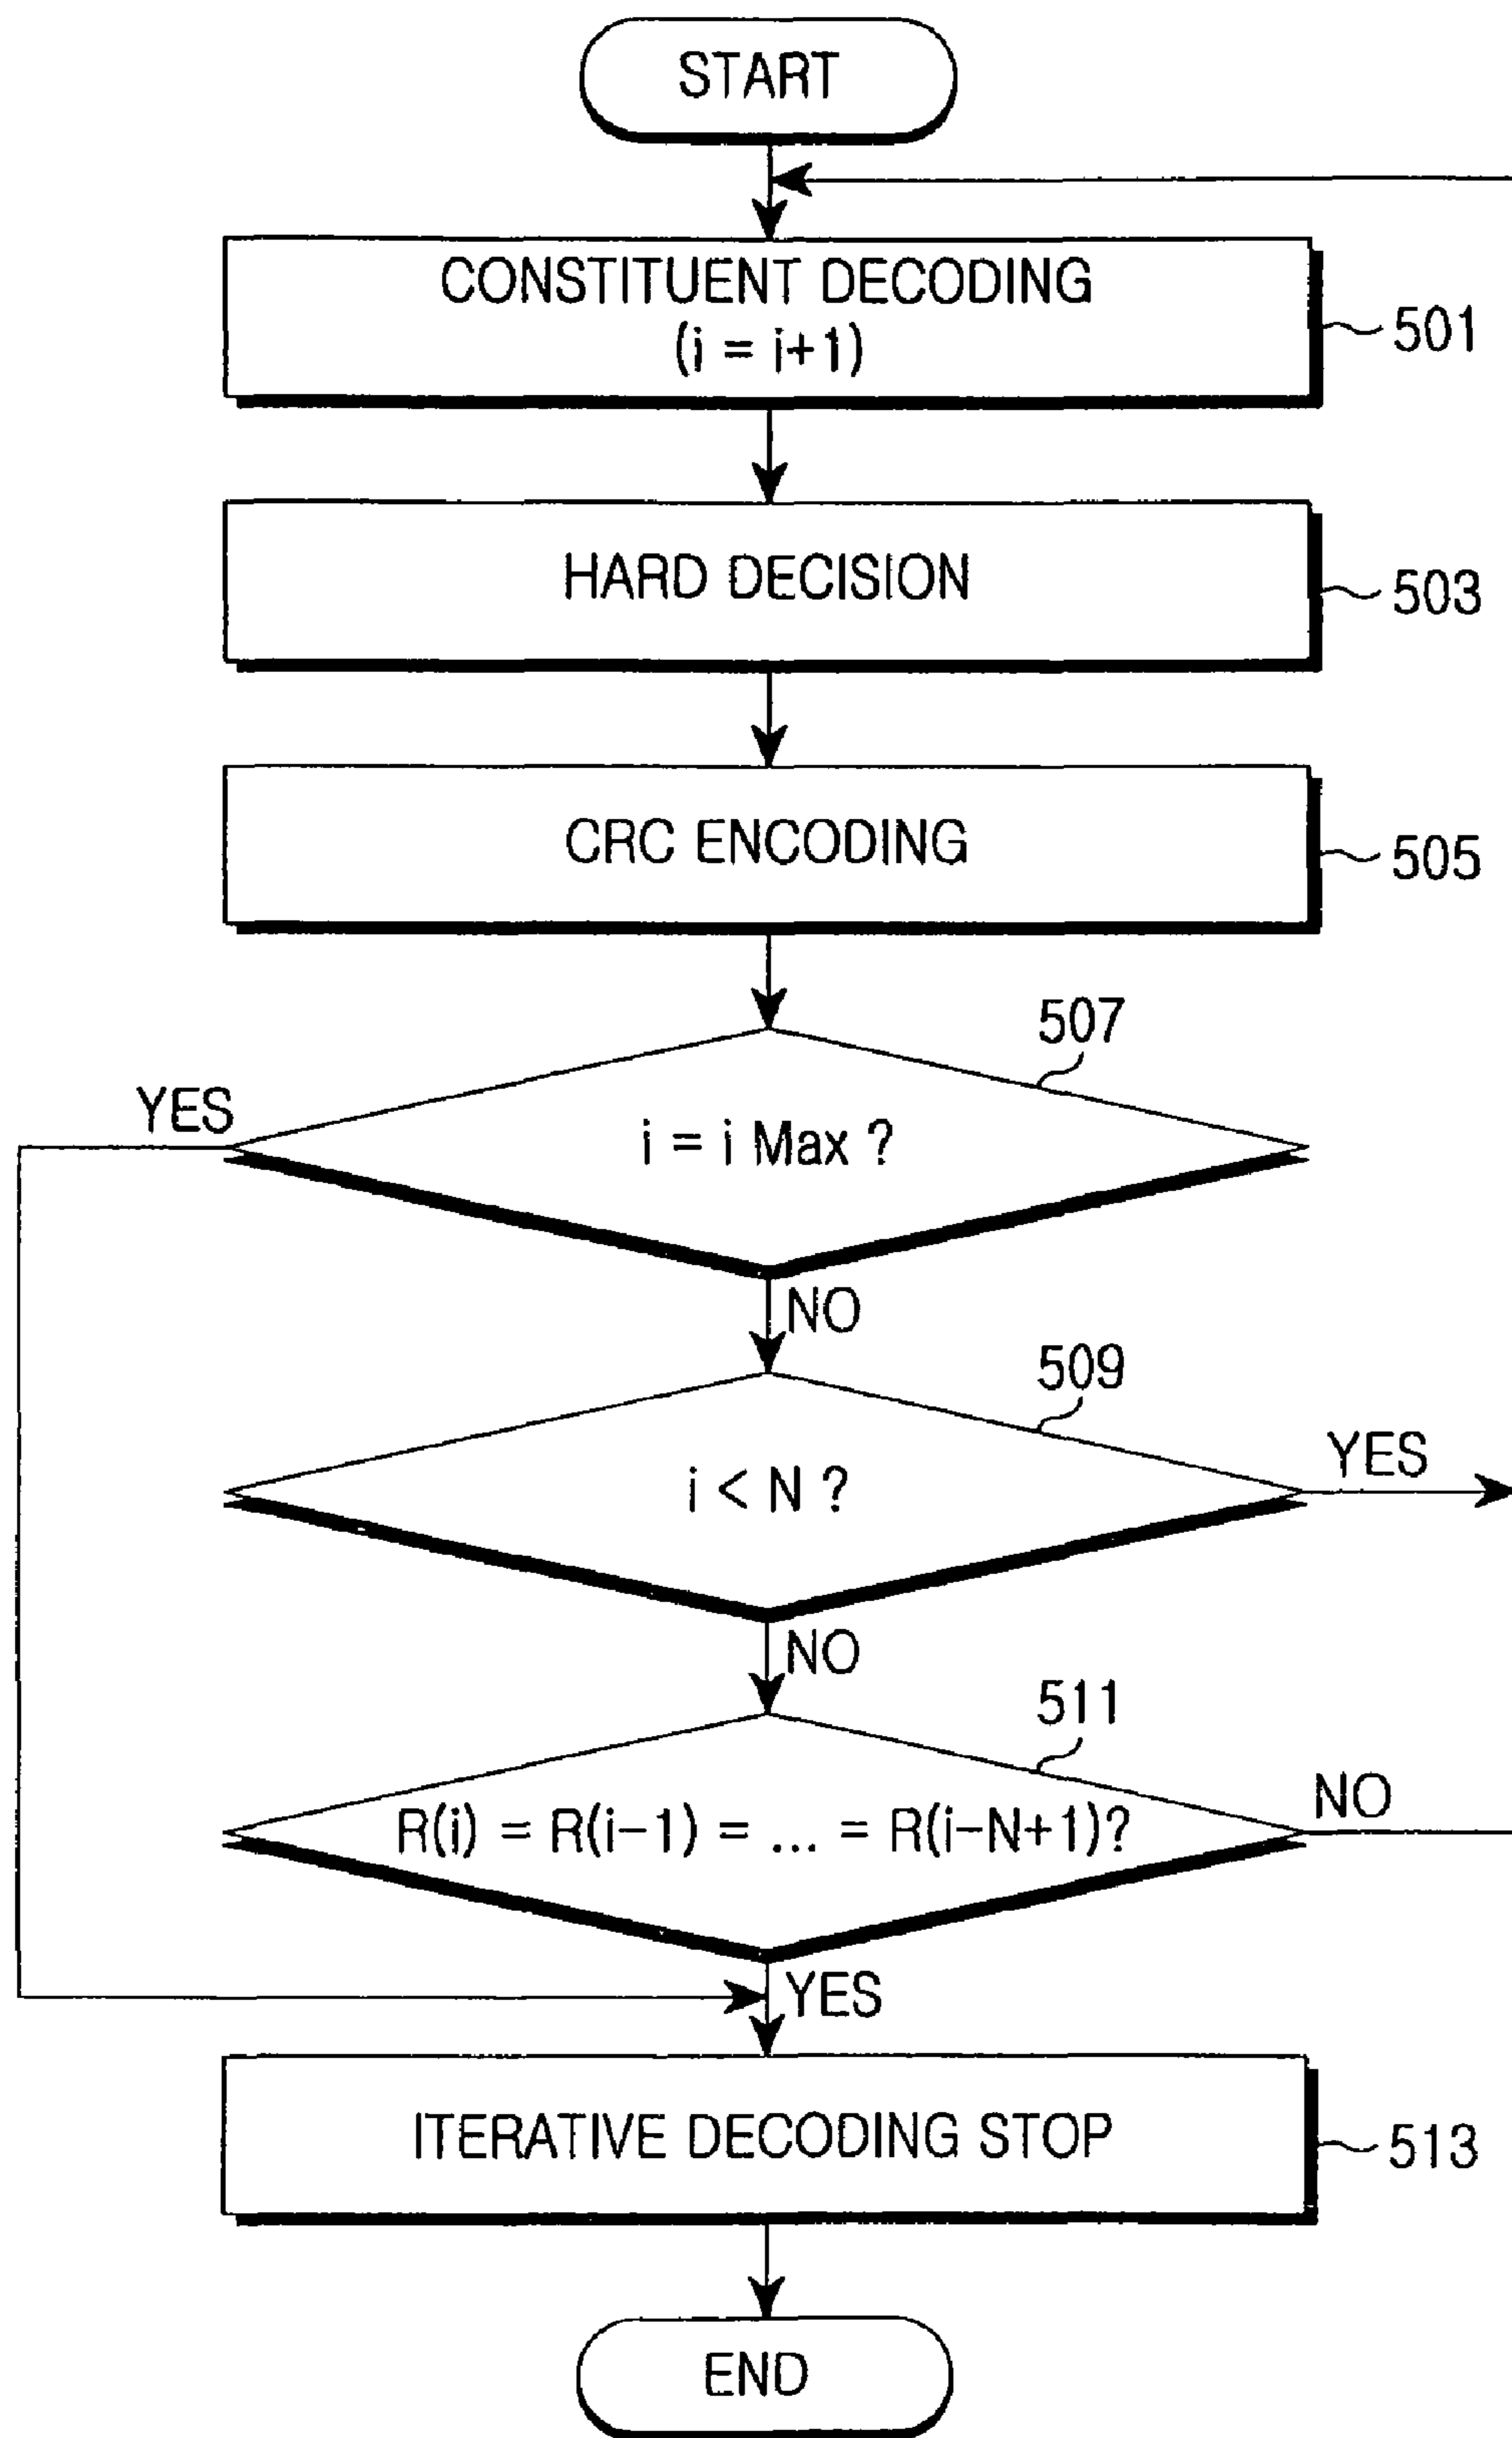 START
CONSTITUENT DECODING
(i = i+1)
501
HARD DECISION
503
CRC ENCODING
505
507
YES
i = i Max ?
NO
509
i < N ?
YES
NO
511
R(i) = R(i−1) = ... = R(i−N+1)?
NO
YES
ITERATIVE DECODING STOP
513
END